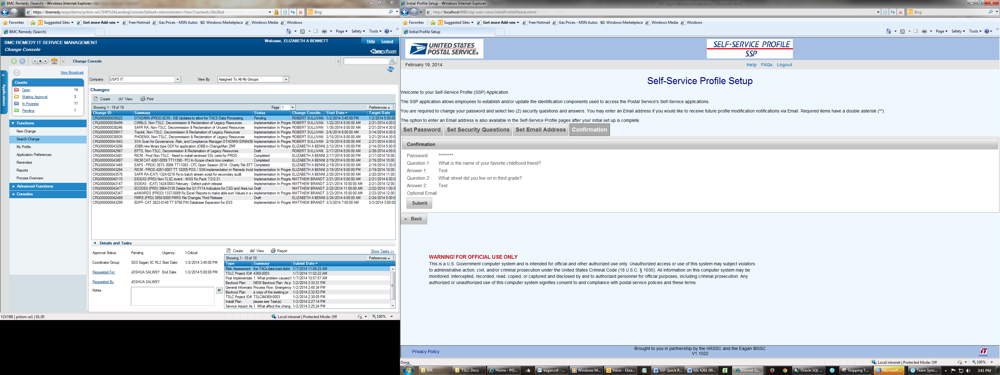 BMC Remedy (Search) - Windows Internet Explorer
https://itremedy/arsys/forms/pritsm-ar1/SHR%3ALandingConsole/Default+Administrator+View/?cacheid=20b28ed
Bing
Favorites Suggested Sites Get more Add-ons Free Hotmail Gas Prices - MSN Autos Windows Marketplace Windows Media Windows
BMC Remedy (Search)
Page Safety Tools
BMC REMEDY IT SERVICE MANAGEMENT
Welcome, ELIZABETH A BENNETT
Help Logout
Change Console
bmcsoftware
Change Console
Applications
View Broadcast
Counts
Open 14
Waiting Approval 3
In Progress 11
Pending 1
Functions
New Change
Search Change
My Profile
Application Preferences
Reminders
Reports
Process Overview
Advanced Functions
Consoles
Company USPS IT View By Assigned To All My Groups
Changes
Create View Print
Showing 1 - 19 of 19 Page 1 Preferences
Change ID Summary Status Change Coordin... Start Date Target Date
CRQ000000035022 OTADMIN (PROD ECR) - DB Updates to allow for TACS Data Processing Pending ROBERT SULLIVAN 1/2/2014 3:45:00 PM 1/2/2014 5:00:00
CRQ000000036499 CIMBLS, Non-TSLC, Decommission & Reclamation of Legacy Resources Implementation In Progre ROBERT SULLIVAN 1/22/2014 8:00:00 AM 2/21/2014 4:00:0
CRQ000000038246 SAFR RA, Non-TSLC, Decommission & Reclamation of Unused Resources Implementation In Progre ROBERT SULLIVAN 1/30/2014 8:00:00 AM 2/21/2014 4:30:0
CRQ000000039917 Trackit, Non-TSLC, Decommission & Reclamation of Legacy Resources Implementation In Progre ROBERT SULLIVAN 2/6/2014 8:00:00 AM 3/14/2014 4:30:0
CRQ000000038935 PHOENIX, Non-TSLC, Decommission & Reclamation of Legacy Resources Implementation In Progre ROBERT SULLIVAN 2/10/2014 8:00:00 AM 3/21/2014 4:30:0
CRQ000000041843 SVA Scan for Governance, Risk, and Compliance Manager OTADMIN EIR#436 Implementation In Progre ROBERT SULLIVAN 2/10/2014 8:00:00 AM 2/21/2014 4:00:0
CRQ000000043206 JOBB new library type DDF for application JOBB in ChangeMan ZMF Implementation In Progre ELIZABETH A BENNE 2/12/2014 1:00:00 PM 2/14/2014 5:00:0
CRQ000000042987 EPTS, Non-TSLC, Decommission & Reclamation of Legacy Resources Draft ROBERT SULLIVAN 2/17/2014 8:00:00 AM 2/28/2014 4:00:0
CRQ000000043481 RICM - Prod Non-TSLC - Need to install renewed SSL certs for PROD Completed ELIZABETH A BENNE 2/17/2014 9:00:00 PM 2/17/2014 10:00:
CRQ000000043887 RICM CAT 4261-0059 TT11398 - PCI In-Scope check box creation Completed ELIZABETH A BENNE 2/19/2014 6:00:00 AM 2/19/2014 10:00:
CRQ000000041465 EAPS - PROD 3873- 0086 TT11083 - CFC Open Season 2014 - Charity File EFT Completed ELIZABETH A BENNE 2/19/2014 8:00:00 AM 2/19/2014 3:30:0
CRQ000000043284 RICM - PROD 4261-0007 TT 10205 POS / SSK implementation in Remedy Incid Implementation In Progre ELIZABETH A BENNE 2/19/2014 9:00:00 PM 2/19/2014 10:00:
CRQ000000043570 SAFR RA (CAT) 1324-0216 Fix to batch stream script for secondary audit Implementation In Progre ELIZABETH A BENNE 2/20/2014 9:00:00 AM 2/20/2014 11:00:
CRQ000000040115 EIDEAS (PRD) Non-TLSC event - WAS Fix Pack 7.0.0.31 Implementation In Progre MATTHEW BRANDT 2/21/2014 5:00:00 AM 2/21/2014 6:00:0
CRQ000000043147 EIDEAS - (CAT) 1424-0043 February - Defect patch release Implementation In Progre MATTHEW BRANDT 2/21/2014 10:00:00 AM 2/21/2014 12:00:
CRQ000000043477 ECODES (PRD) 3864-0135 Delete the Q1 FY14 Indicators for CSD and Area nur Draft MATTHEW BRANDT 2/22/2014 11:00:00 AM 2/22/2014 1:00:0
CRQ000000042347 eAWARDS (PROD) 1337-0089 Fix Excel Reports to make able sum Values in a Implementation In Progre MATTHEW BRANDT 2/23/2014 10:00:00 AM 2/23/2014 12:00:
CRQ000000042489 FMRS (PRD) 3850-0005 FMRS File Changes Third Release Draft ELIZABETH A BENNE 2/24/2014 4:00:00 AM 2/24/2014 5:00:0
CRQ000000043299 EOPF- CAT 3823-0149 TT 9756 PIN Database Expansion for ESS Implementation In Progre MATTHEW BRANDT 3/3/2014 7:00:00 AM 3/3/2014 3:00:00
Details and Tasks
Approval Status: Pending Urgency: 1-Critical
Coordinator Group: SDS Eagan SC RLS Start Date: 1/2/2014 3:45:00 PM
Requested For: JOSHUA SALWEY End Date: 1/2/2014 5:00:00 PM
Requested By: JOSHUA SALWEY
Notes:
Create View Report Show Tasks >>
Showing 1 - 10 of 10 Preferences
Type Summary Submit Date
Risk Assessment the TACs data load didnt 1/7/2014 11:04:23 AM
TSLC Project ID# 4369-0003 1/7/2014 11:02:22 AM
Post Implementatic 1. What problem caused t 1/7/2014 10:57:57 AM
Backout Plan NEW Backout Plan: As p 1/2/2014 3:33:31 PM
General Informatio Process Flow: Emergency 1/2/2014 2:48:34 PM
Backout Plan a copy of the existing pr 1/2/2014 2:32:53 PM
TSLC Project ID# TSLC#4369-0003 1/2/2014 2:30:05 PM
Install Plan please see Task(s) 1/2/2014 2:27:14 PM
Service Impact As 1. What affect the chang 1/2/2014 2:25:24 PM
Y2XYB0 | pritsm-ar1 | 01:30
Local intranet | Protected Mode: Off 100%
Initial Profile Setup - Windows Internet Explorer
http://localhost:9080/ssp-web/views/initialProfileWizard.xhtml
Bing
Favorites Suggested Sites Get more Add-ons Free Hotmail Gas Prices - MSN Autos Windows Marketplace Windows Media Windows
Initial Profile Setup
Page Safety Tools
UNITED STATES
POSTAL SERVICE®
SELF-SERVICE PROFILE
SSP
February 19, 2014
Help FAQs Logout
Self-Service Profile Setup
Welcome to your Self-Service Profile (SSP) Application.
The SSP application allows employees to establish and/or update the identification components used to access the Postal Service's Self-Service applications.
You are required to change your password and select two (2) security questions and answers. You may enter an Email address if you would like to receive future profile modification notifications via Email. Required items have a double asterisk (**).
The option to enter an Email address is also available in the Self-Service Profile pages after your initial set up is complete.
Set Password Set Security Questions Set Email Address Confirmation
Confirmation
Password: ********
Question 1: What is the name of your favorite childhood friend?
Answer 1: Test
Question 2: What street did you live on in third grade?
Answer 2: Test
Optional Email:
Submit
Back
WARNING! FOR OFFICIAL USE ONLY
This is a U.S. Government computer system and is intended for official and other authorized use only. Unauthorized access or use of this system may subject violators
to administrative action, civil, and/or criminal prosecution under the United States Criminal Code (18 U.S.C. § 1030). All information on this computer system may be
monitored, intercepted, recorded, read, copied, or captured and disclosed by and to authorized personnel for official purposes, including criminal prosecution. Any
authorized or unauthorized use of this computer system signifies consent to and compliance with postal service policies and these terms.
Privacy Policy
Brought to you in partnership by the HRSSC and the Eagan IBSSC
V1.1022
IT
Done
Local intranet | Protected Mode: Off 100%
IVR TSLC Docs Home - PO... eagan.rsf - ... Windows M... Inbox - Eliza... SSP Quick R... tslc 4261-00... Internet Ex... Oracle SQL ... Snipping T... Microsoft ... Team Sync... 3:41 PM